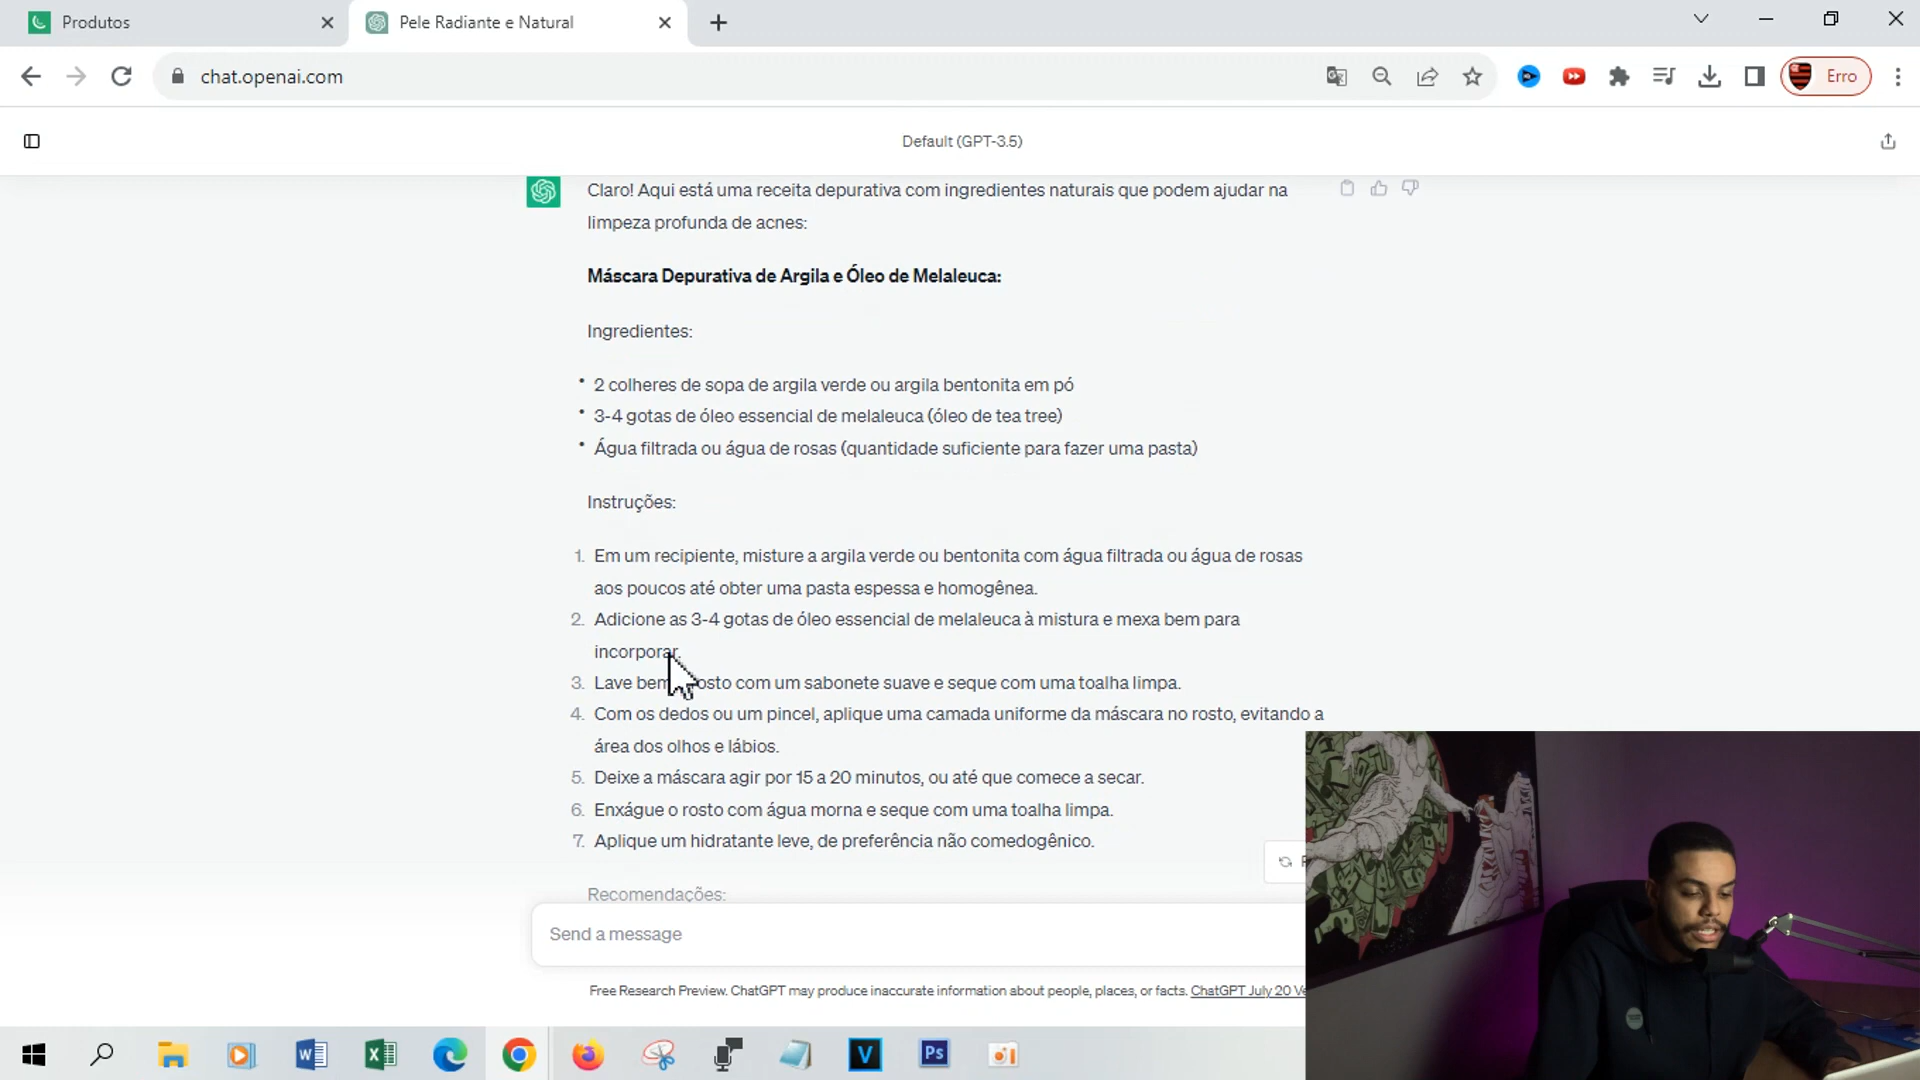 Produtos
Pele Radiante e Natural
chat.openai.com
Erro
Default (GPT-3.5)
Claro! Aqui está uma receita depurativa com ingredientes naturais que podem ajudar na
limpeza profunda de acnes:
Máscara Depurativa de Argila e Óleo de Melaleuca:
Ingredientes:
• 2 colheres de sopa de argila verde ou argila bentonita em pó
• 3-4 gotas de óleo essencial de melaleuca (óleo de tea tree)
• Água filtrada ou água de rosas (quantidade suficiente para fazer uma pasta)
Instruções:
1. Em um recipiente, misture a argila verde ou bentonita com água filtrada ou água de rosas
aos poucos até obter uma pasta espessa e homogênea.
2. Adicione as 3-4 gotas de óleo essencial de melaleuca à mistura e mexa bem para
incorporar.
3. Lave bem osto com um sabonete suave e seque com uma toalha limpa.
4. Com os dedos ou um pincel, aplique uma camada uniforme da máscara no rosto, evitando a
área dos olhos e lábios.
5. Deixe a máscara agir por 15 a 20 minutos, ou até que comece a secar.
6. Enxágue o rosto com água morna e seque com uma toalha limpa.
7. Aplique um hidratante leve, de preferência não comedogênico.
Recomendações:
Send a message
Free Research Preview. ChatGPT may produce inaccurate information about people, places, or facts. ChatGPT July 20 Ve